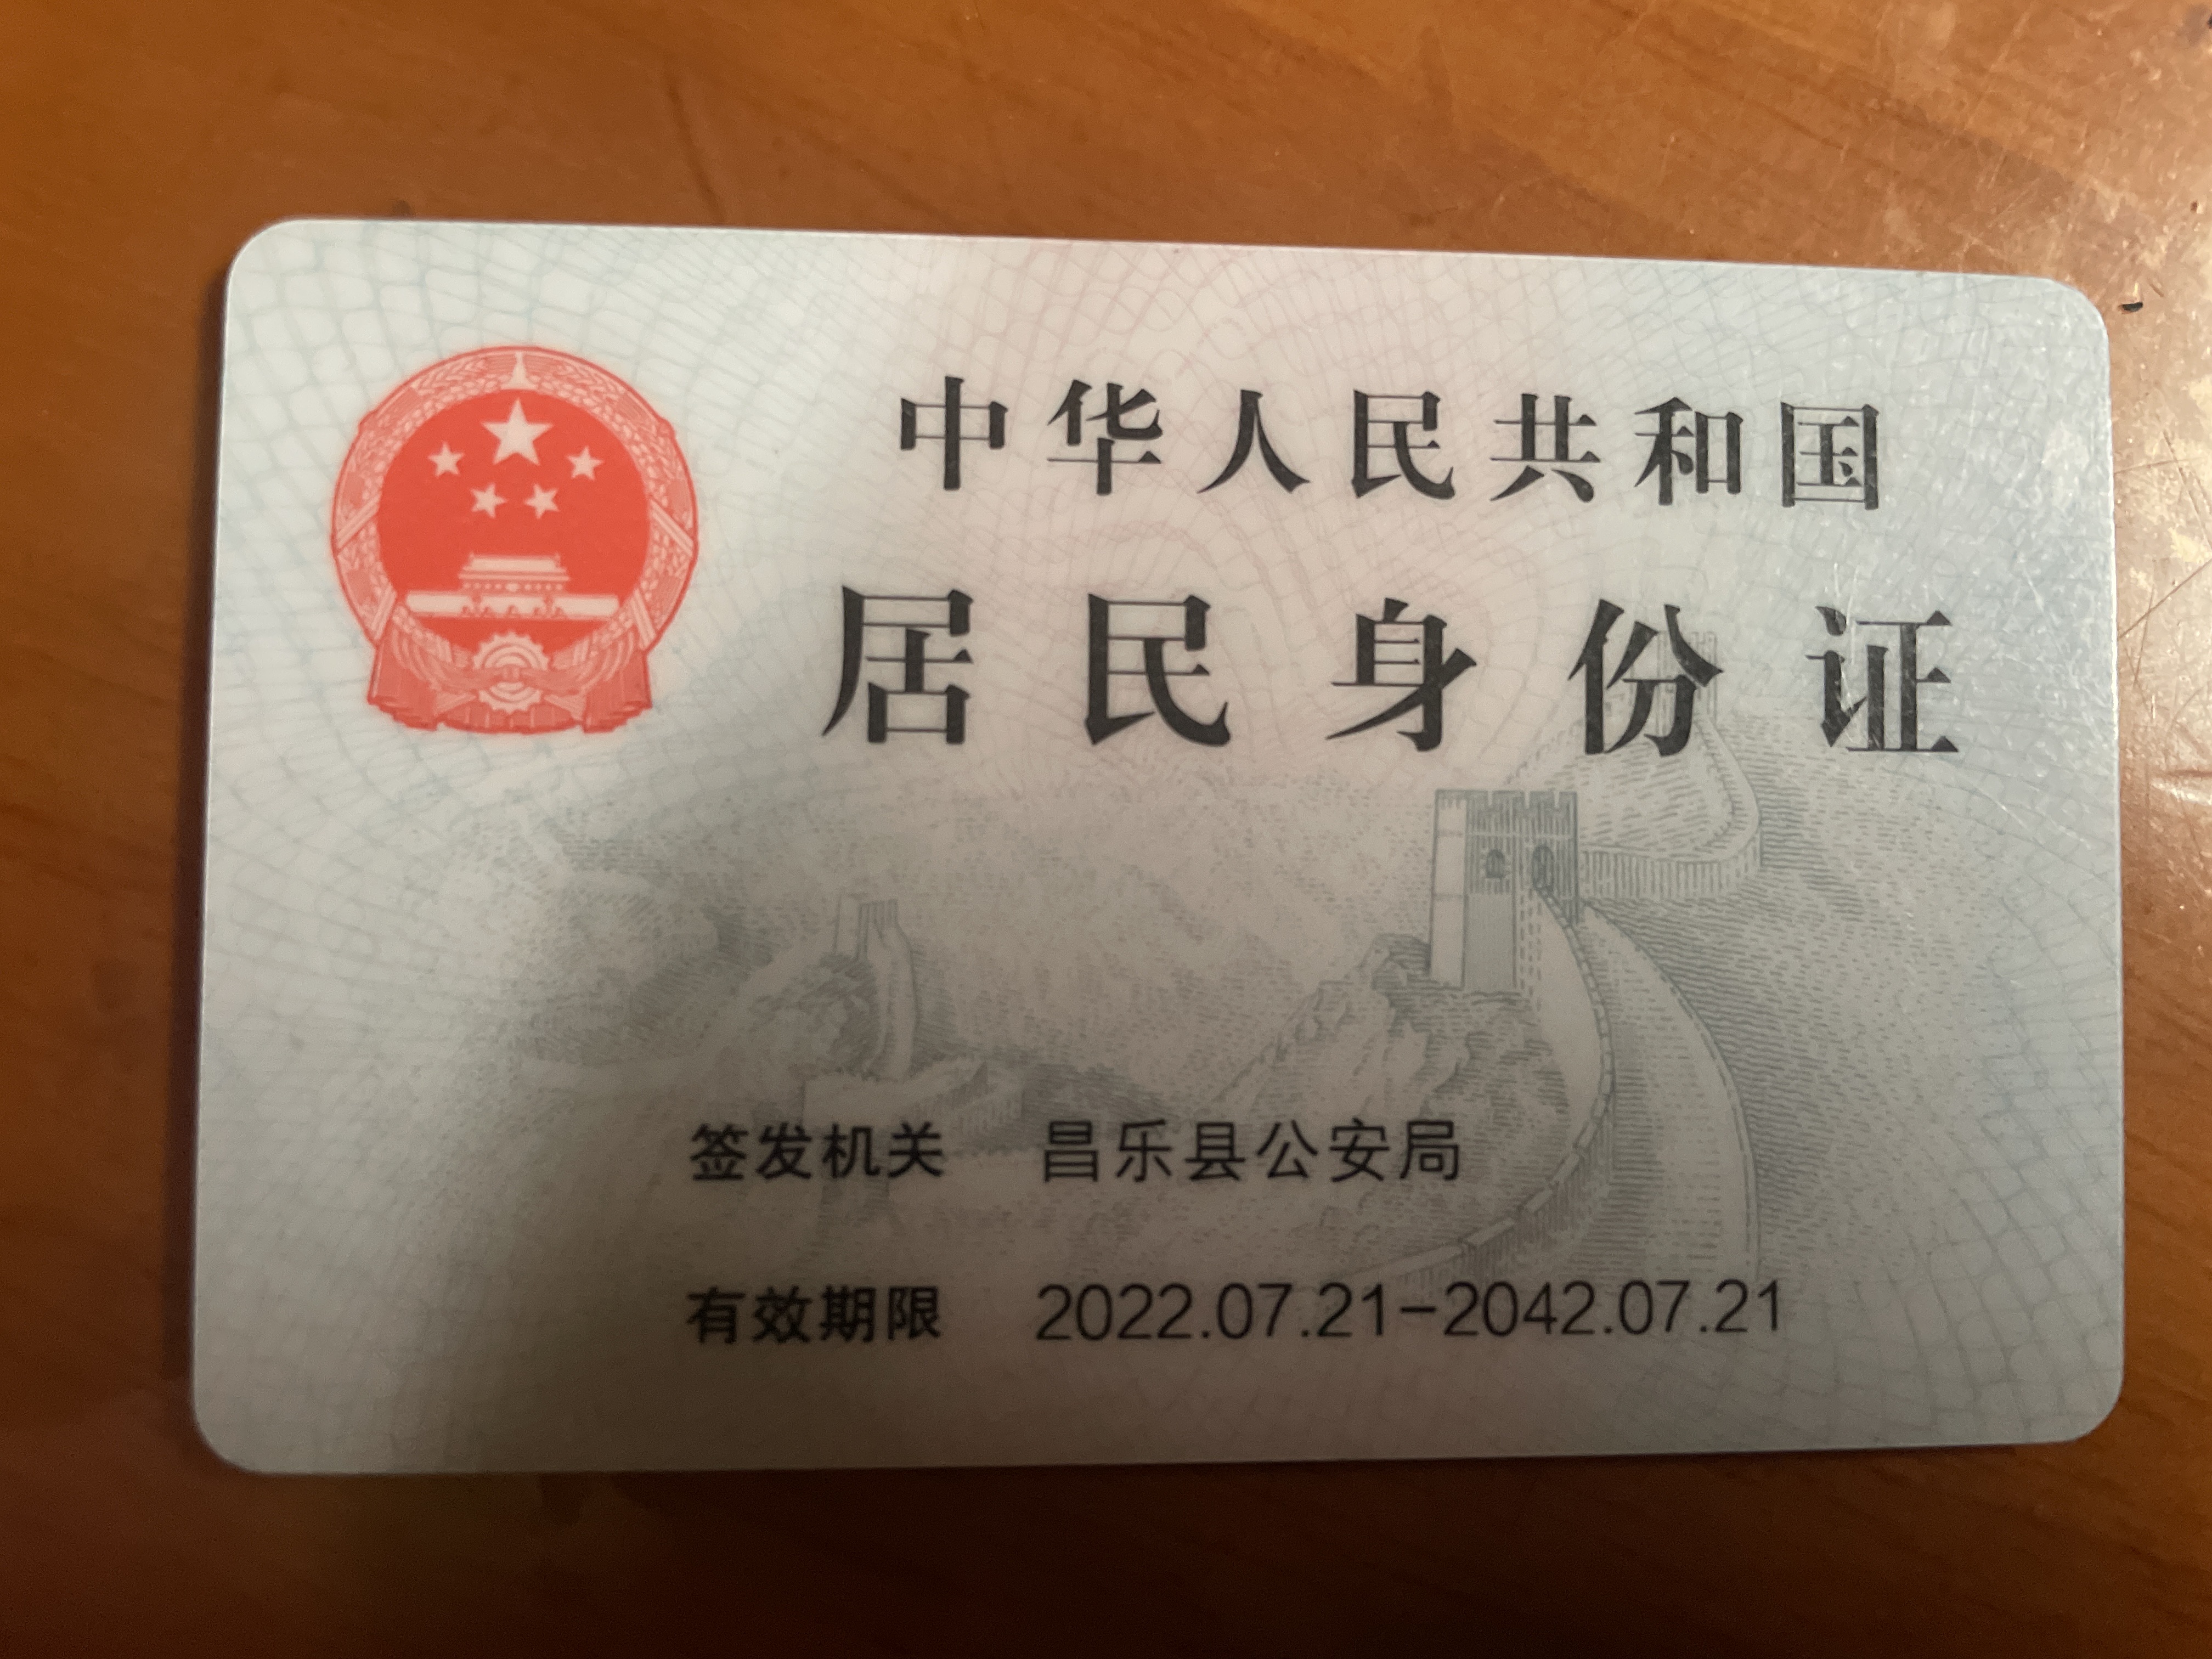 中华人民共和国
居民身份证
签发机关 昌乐县公安局
有效期限 2022.07.21-2042.07.21